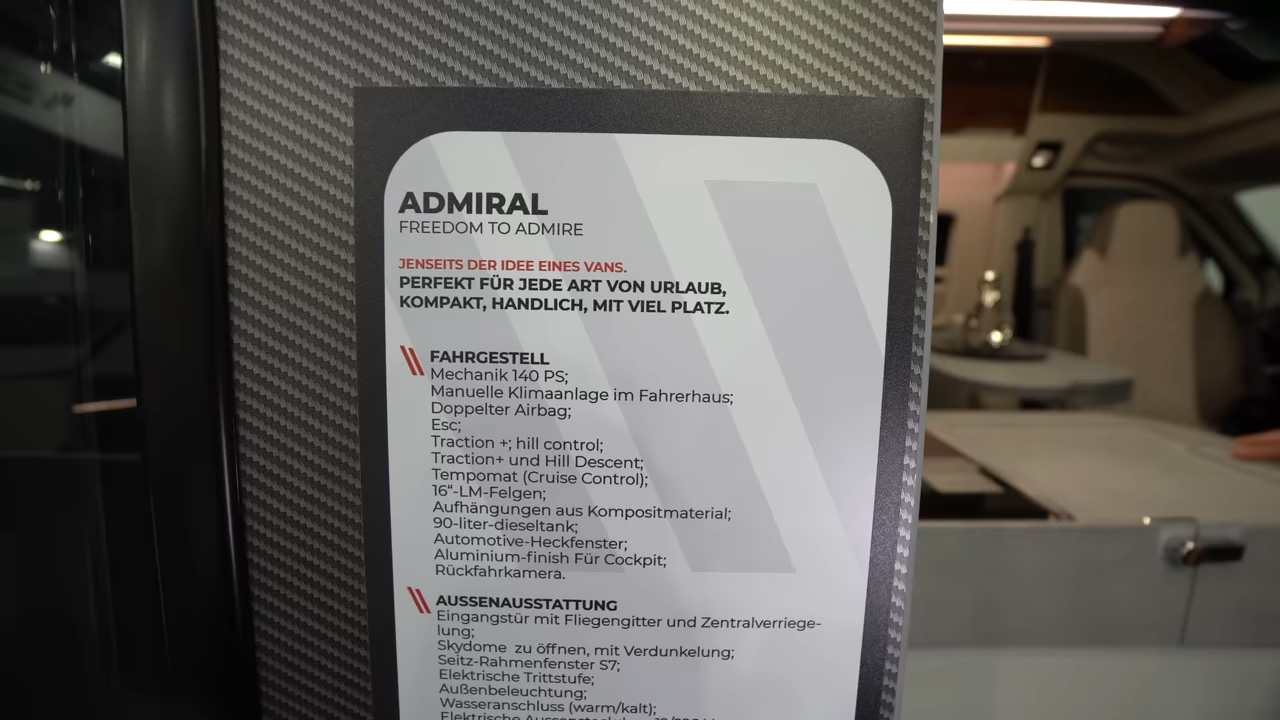 ADMIRAL
FREEDOM TO ADMIRE
JENSEITS DER IDEE EINES VANS.
PERFEKT FÜR JEDE ART VON URLAUB,
KOMPAKT, HANDLICH, MIT VIEL PLATZ.
FAHRGESTELL
Mechanik 140 PS;
Manuelle Klimaanlage im Fahrerhaus;
Doppelter Airbag;
Esc;
Traction +; hill control;
Traction+ und Hill Descent;
Tempomat (Cruise Control);
16“-LM-Felgen;
Aufhängungen aus Kompositmaterial;
90-liter-dieseltank;
Automotive-Heckfenster;
Aluminium-finish Für Cockpit;
Rückfahrkamera.
AUSSENAUSSTATTUNG
Eingangstür mit Fliegengitter und Zentralverriege-
lung;
Skydome zu öffnen, mit Verdunkelung;
Seitz-Rahmenfenster S7;
Elektrische Trittstufe;
Außenbeleuchtung;
Wasseranschluss (warm/kalt);
Elektrische